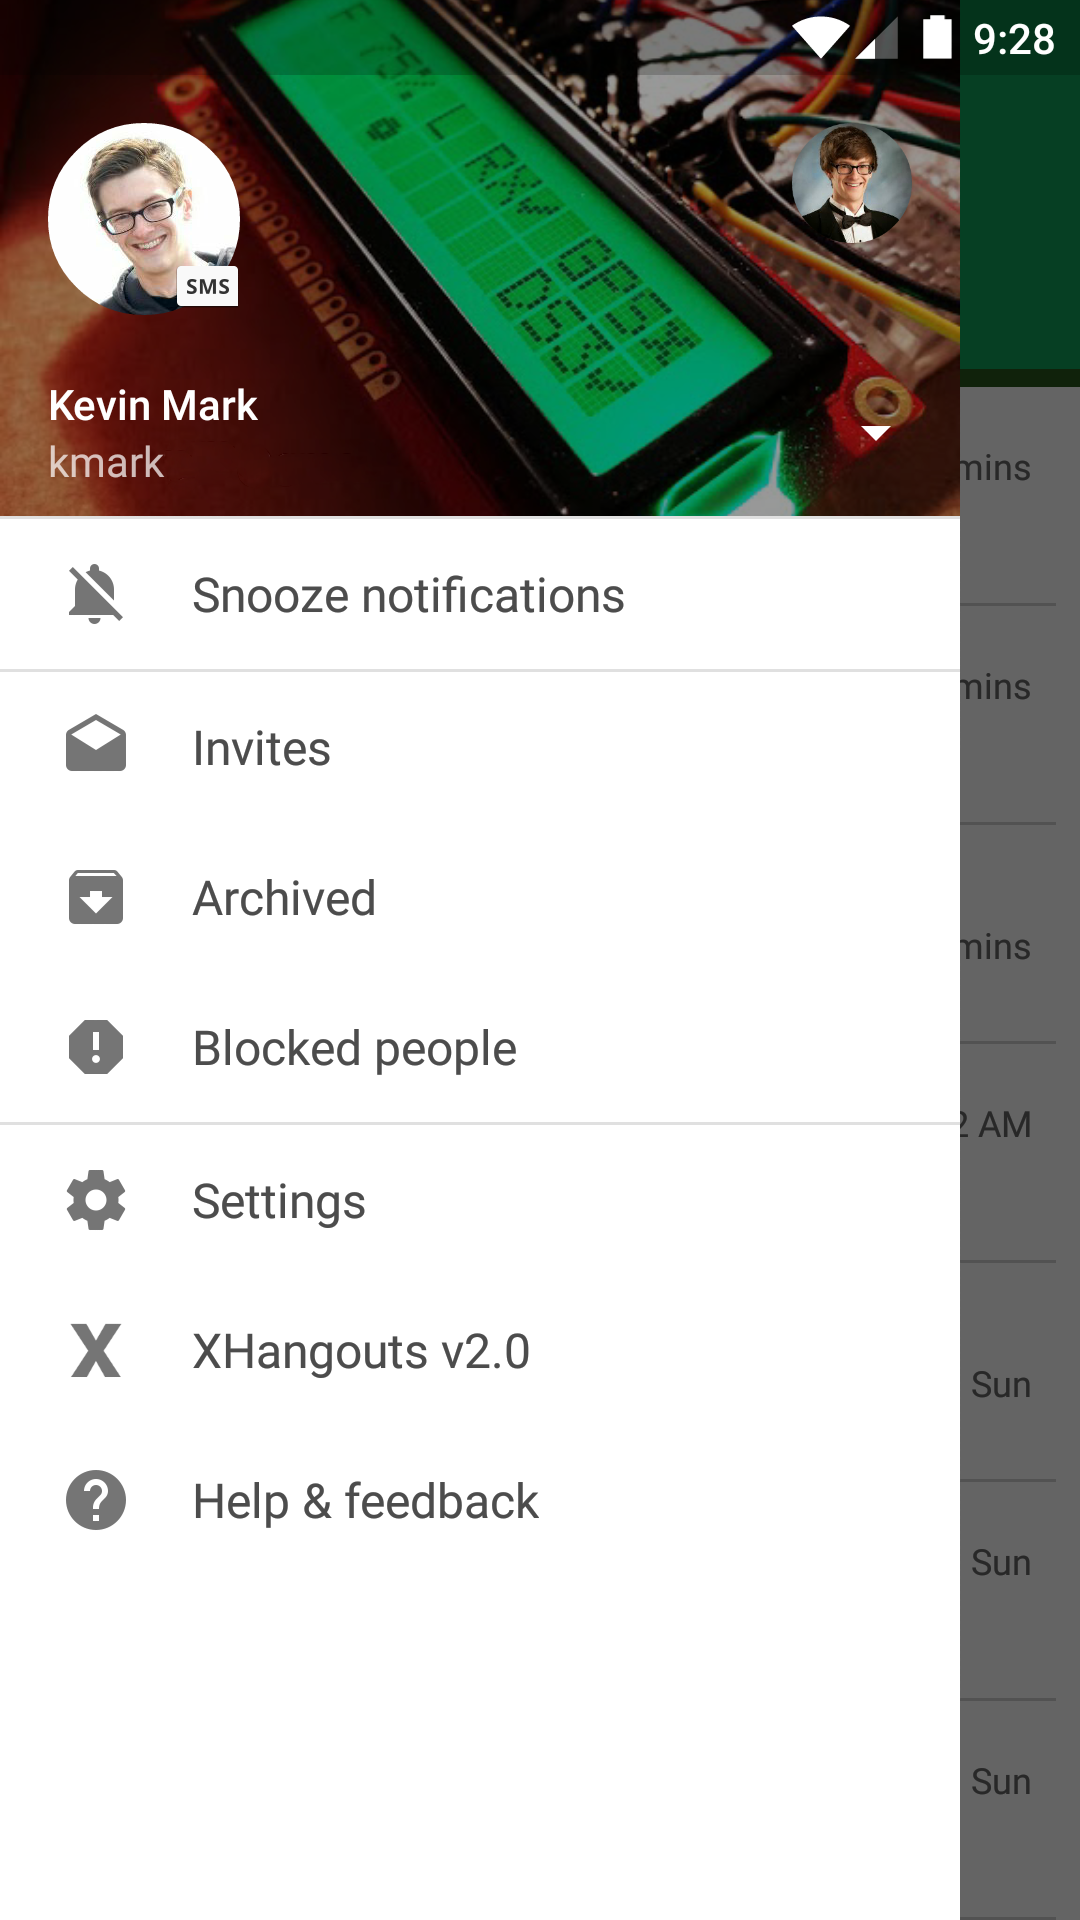 9:28
SMS
Kevin Mark
kmark
Snooze notifications
Invites
Archived
Blocked people
Settings
XHangouts v2.0
Help & feedback
mins
mins
mins
AM
Sun
Sun
Sun